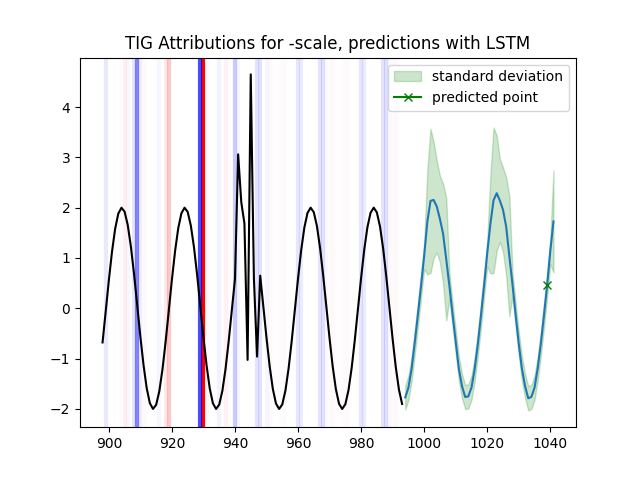 TIG Attributions for -scale, predictions with LSTM
standard deviation
predicted point
4
3
2
1
0
−1
−2
900 920 940 960 980 1000 1020 1040